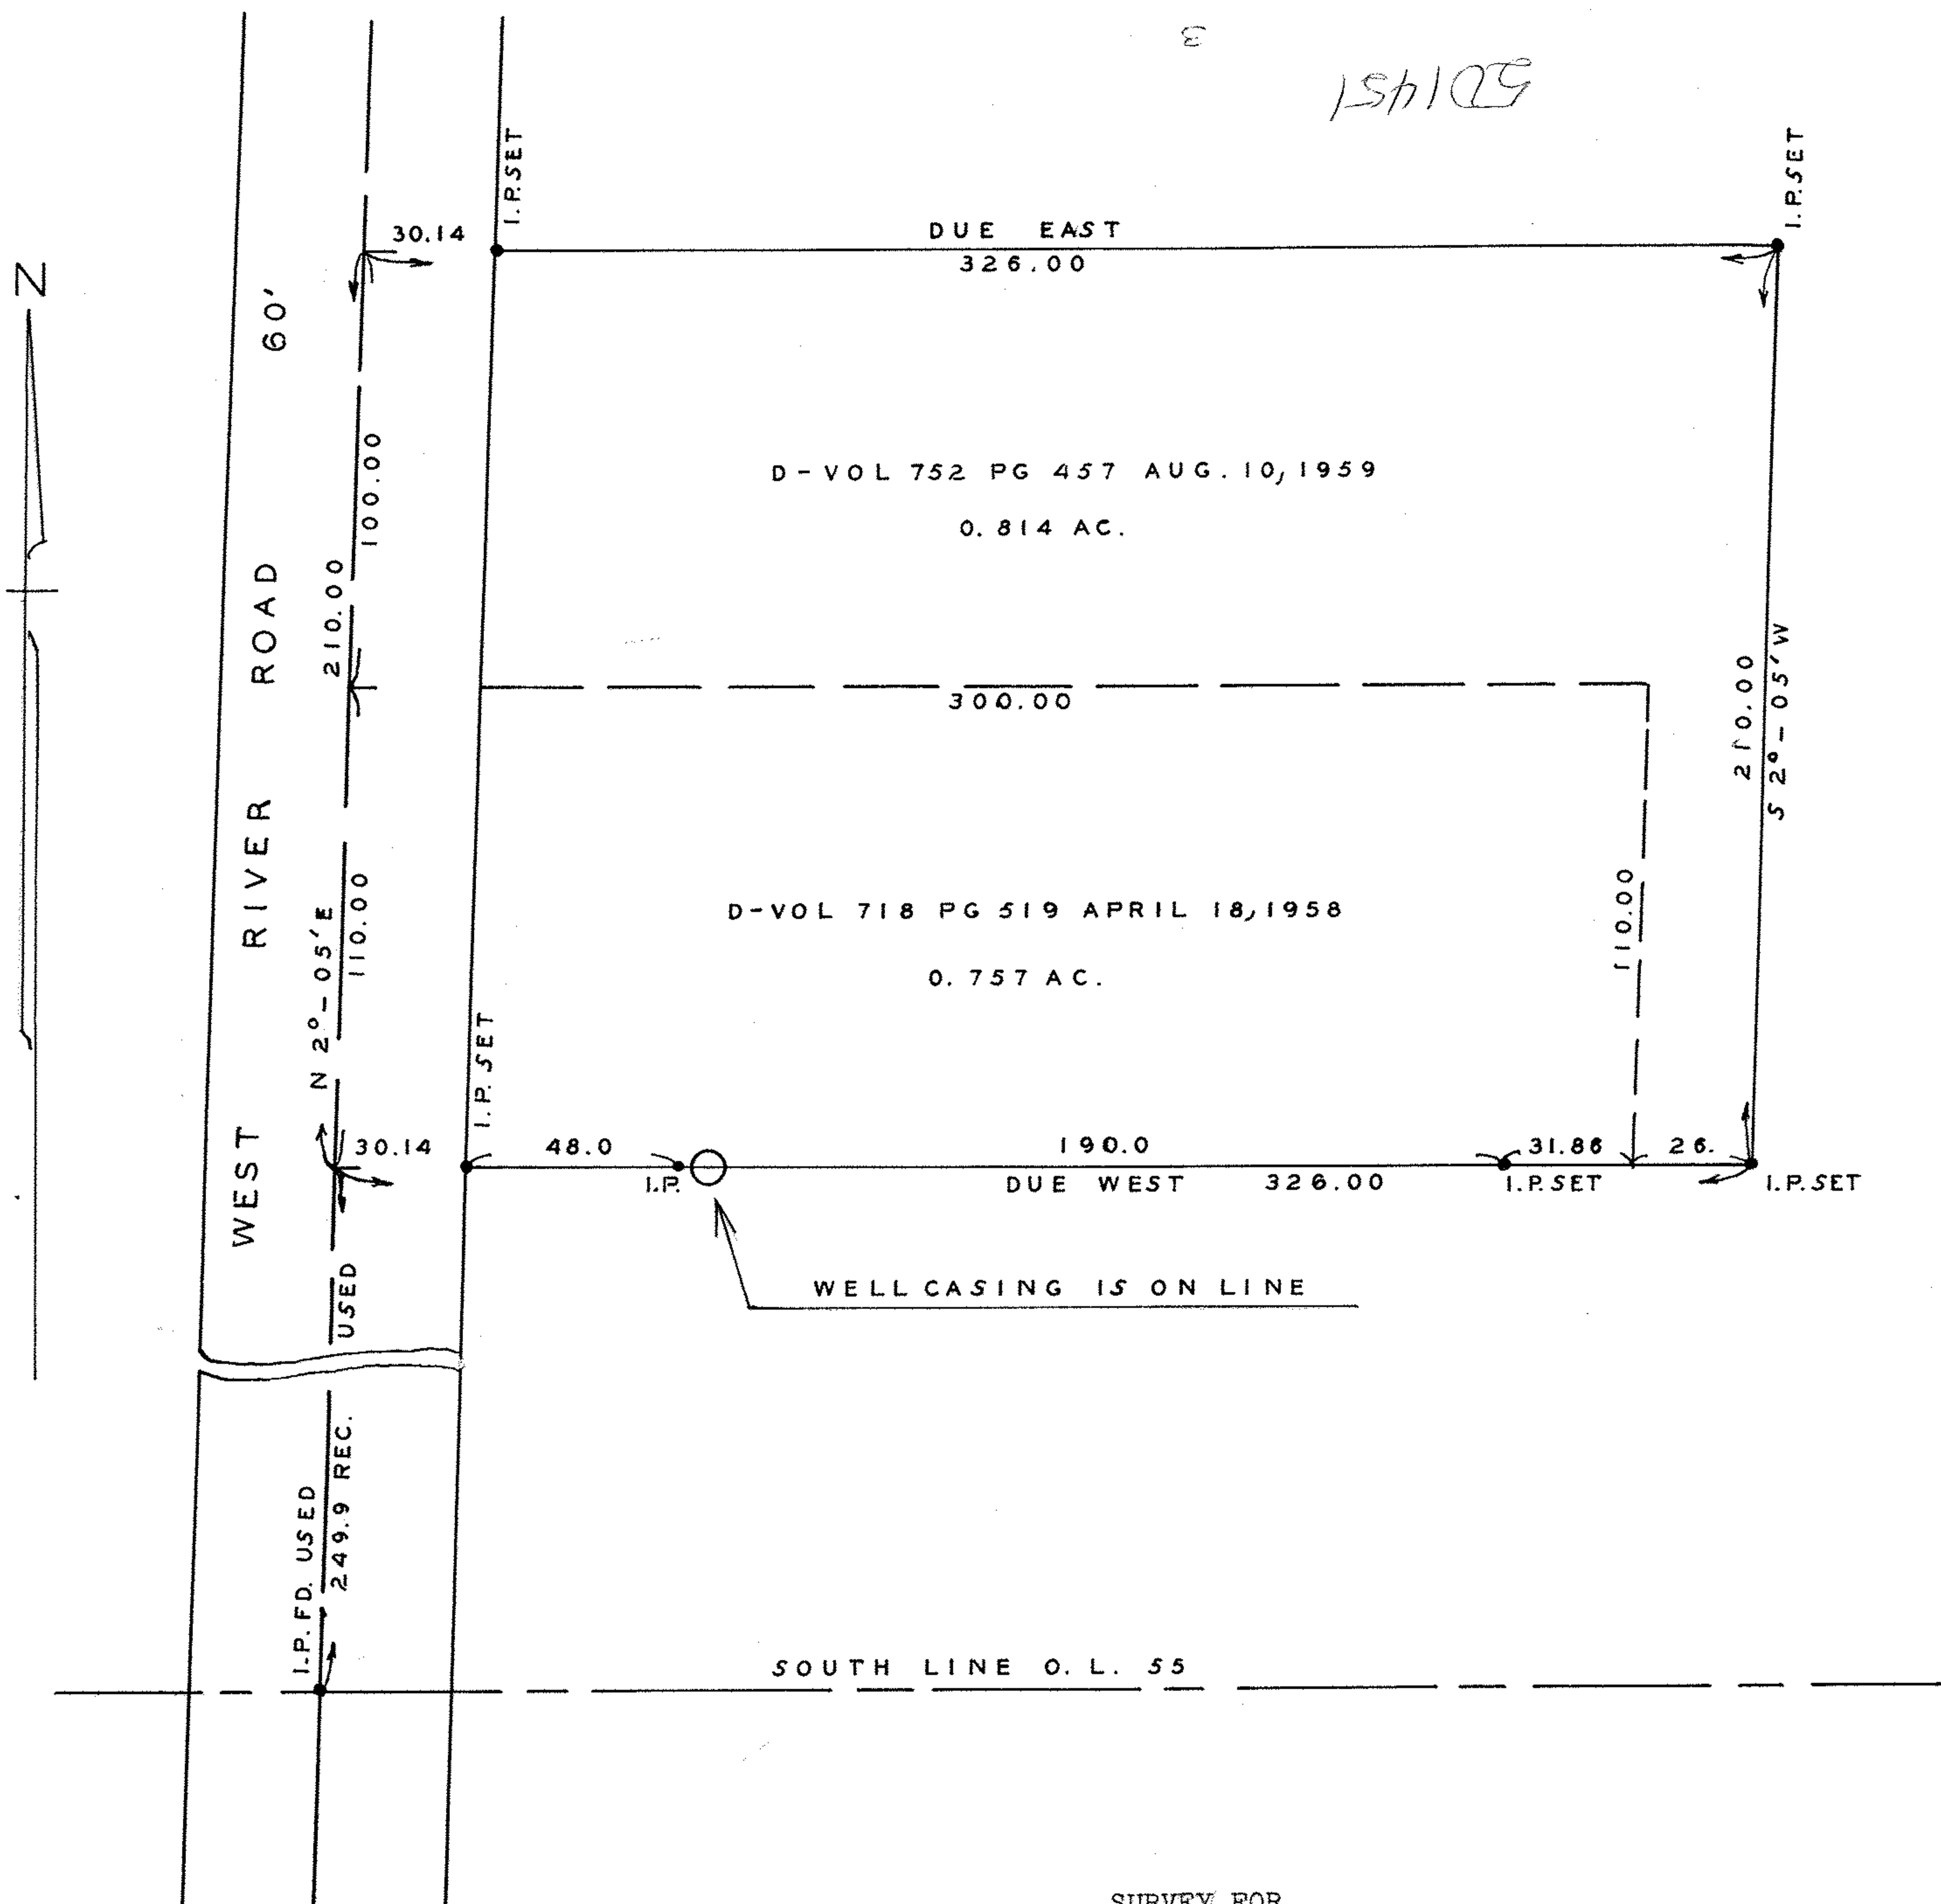 3
5D1451
N
WEST RIVER ROAD 60'
30.14
I.P.SET
DUE EAST
326.00
I.P.SET
100.00
210.00
D-VOL 752 PG 457 AUG. 10, 1959
0.814 AC.
300.00
210.00
S 2°-05'W
110.00
N 2°-05'E
110.00
D-VOL 718 PG 519 APRIL 18, 1958
0.757 AC.
I.P. SET
30.14
48.0
190.0
31.86
26.
I.P.
DUE WEST 326.00
I.P.SET
I.P.SET
WELL CASING IS ON LINE
USED
249.9 REC.
I.P. FD. USED
SOUTH LINE O. L. 55
SURVEY FOR